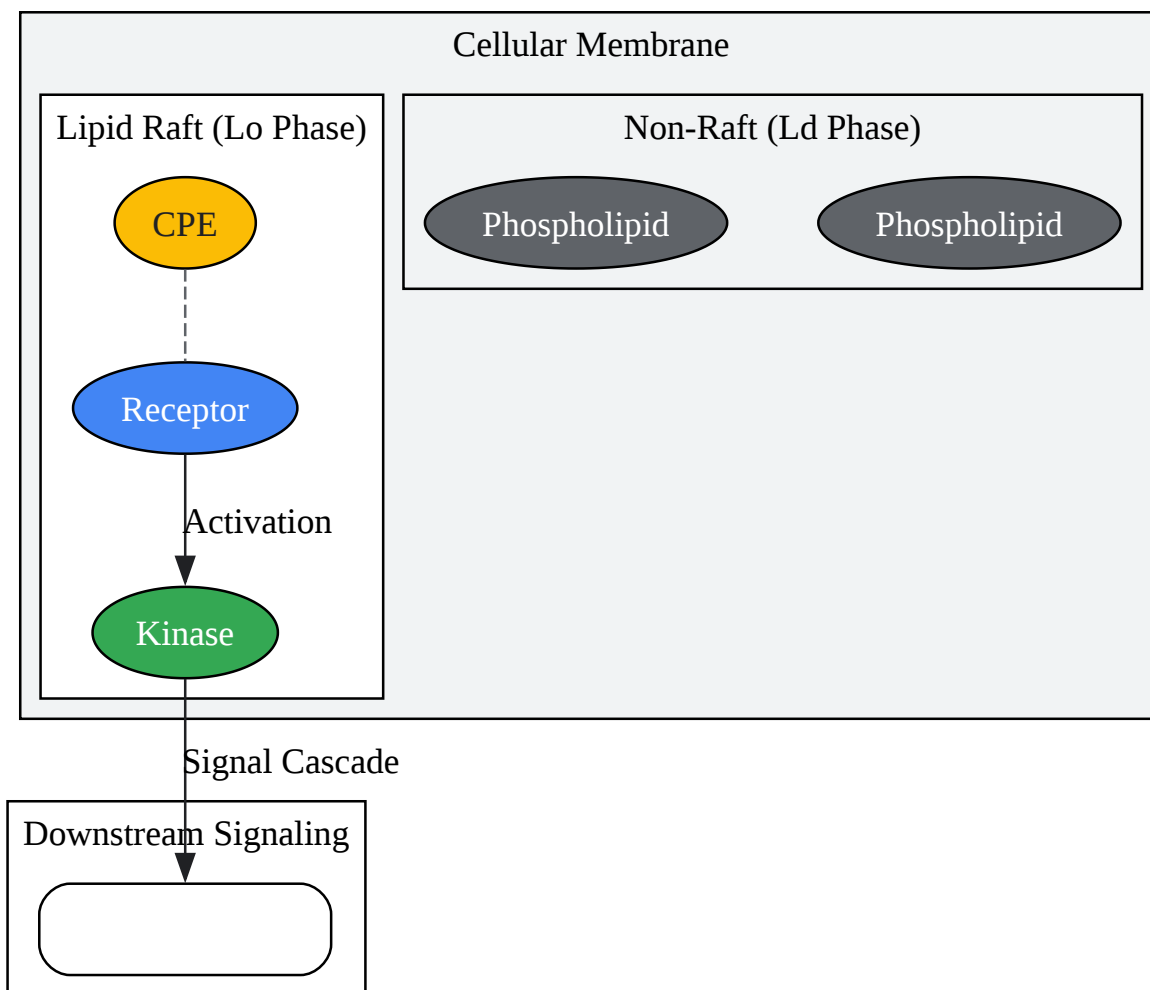 Cellular Membrane
Lipid Raft (Lo Phase)
Non-Raft (Ld Phase)
CPE
Phospholipid
Phospholipid
Receptor
Activation
Kinase
Signal Cascade
Downstream Signaling